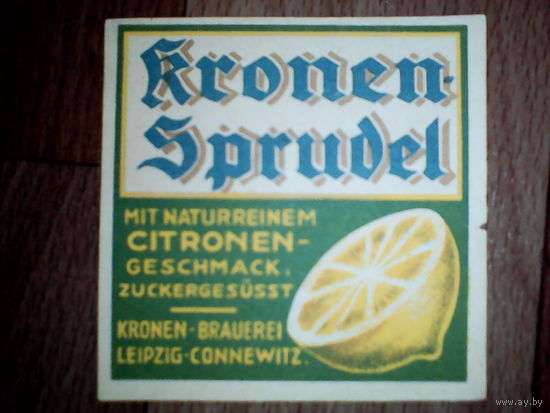 Kronen-
Sprudel
MIT NATURREINEM
CITRONEN-
GESCHMACK.
ZUCKERGESÜSST
KRONEN-BRAUEREI
LEIPZIG-CONNEWITZ.
www.ay.by